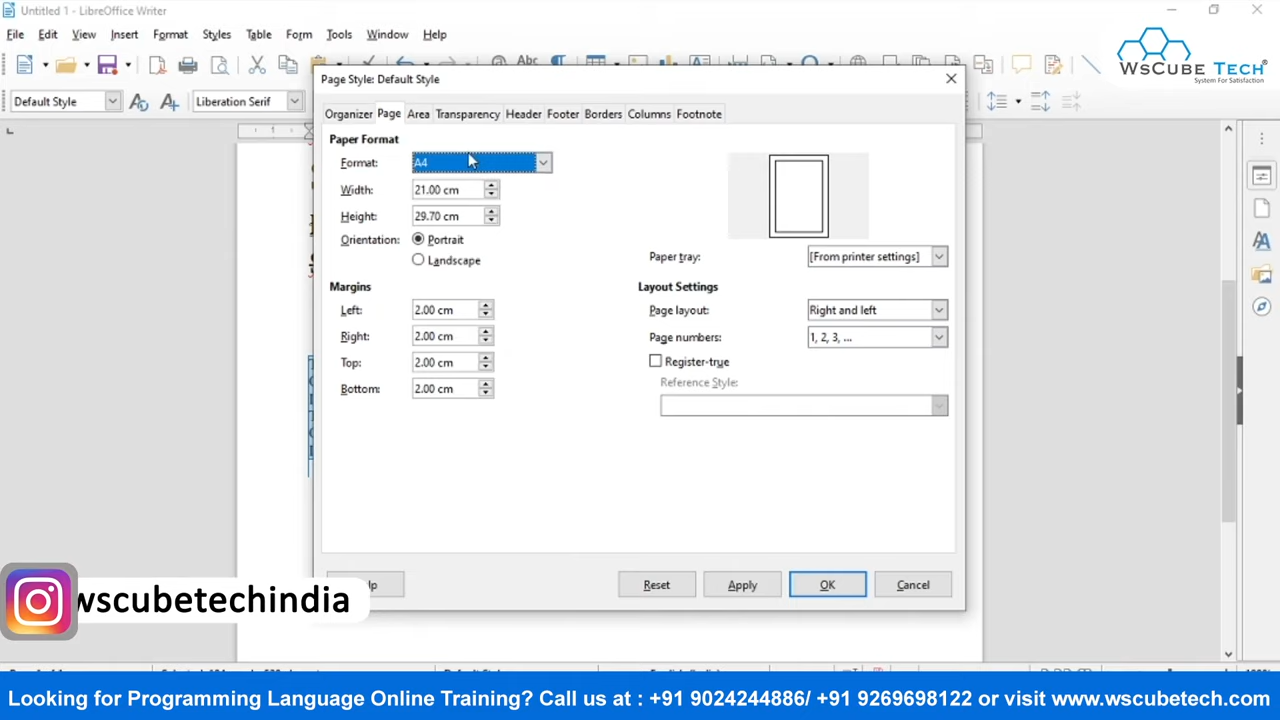 Untitled 1 - LibreOffice Writer
File Edit View Insert Format Styles Table Form Tools Window Help
WsCube Tech
System For Satisfaction
Default Style Liberation Serif
Page Style: Default Style
Organizer Page Area Transparency Header Footer Borders Columns Footnote
Paper Format
Format: A4
Width: 21.00 cm
Height: 29.70 cm
Orientation: Portrait
Landscape
Paper tray: [From printer settings]
Margins
Left: 2.00 cm
Right: 2.00 cm
Top: 2.00 cm
Bottom: 2.00 cm
Layout Settings
Page layout: Right and left
Page numbers: 1, 2, 3, ...
Register-true
Reference Style:
Reset Apply OK Cancel
wscubetechindia
Looking for Programming Language Online Training? Call us at : +91 9024244886/ +91 9269698122 or visit www.wscubetech.com